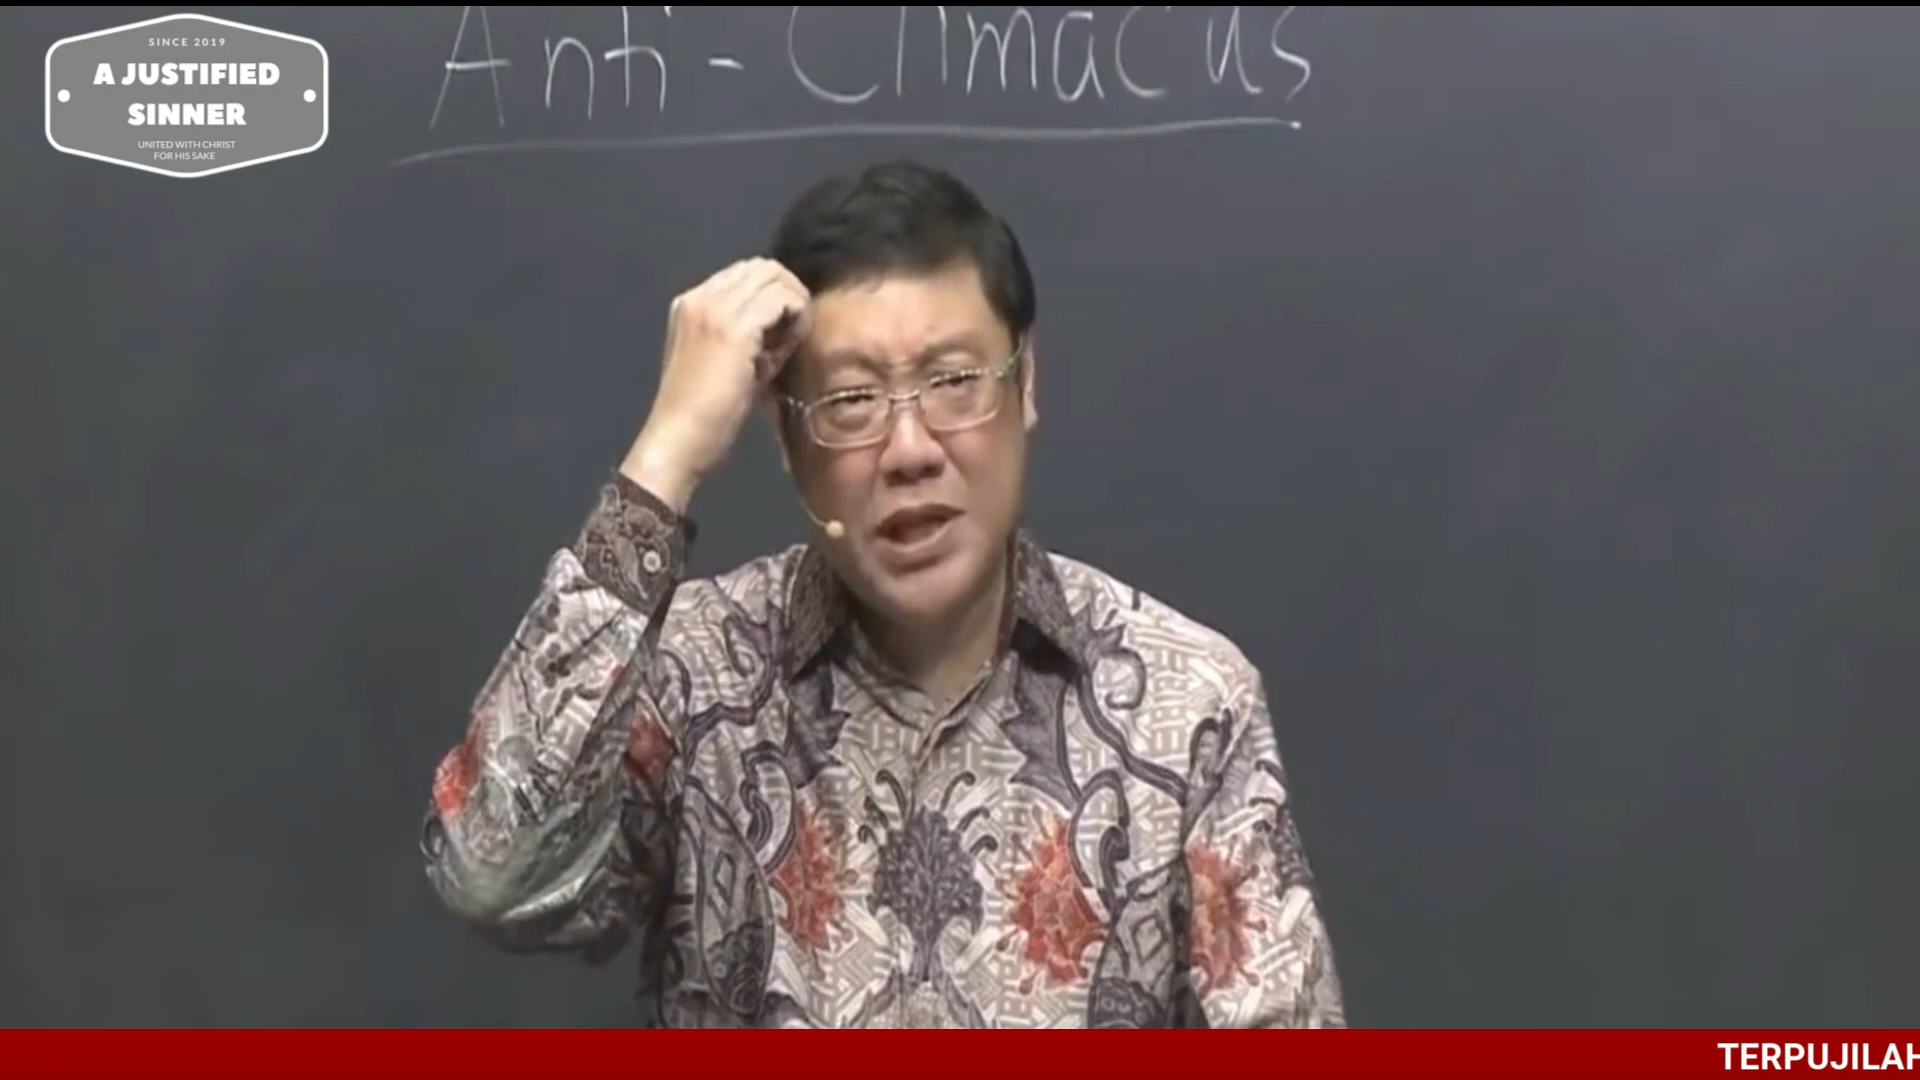 Anti-Climacus
SINCE 2019
A JUSTIFIED
SINNER
UNITED WITH CHRIST
FOR HIS SAKE
TERPUJILAH